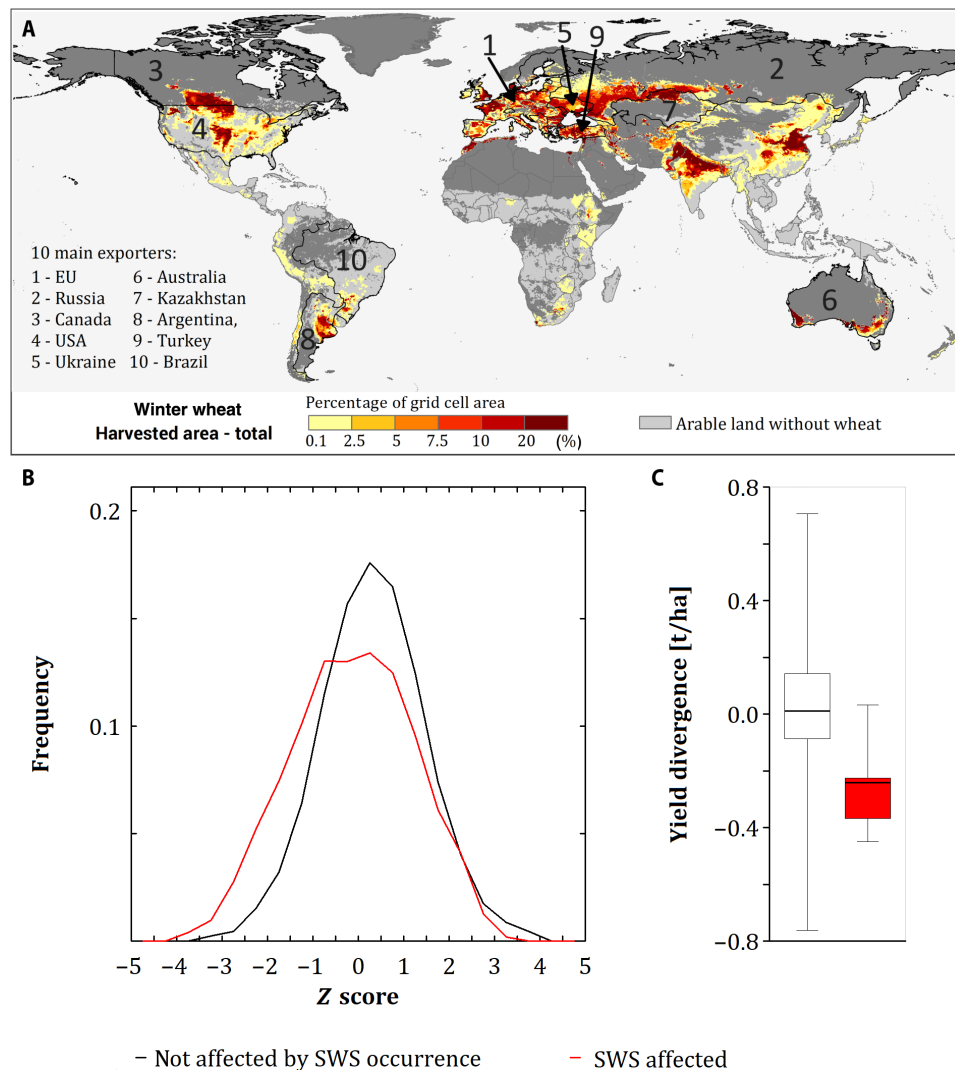 A
1
5
9
3
2
4
7
10
6
8
10 main exporters:
1 - EU 6 - Australia
2 - Russia 7 - Kazakhstan
3 - Canada 8 - Argentina,
4 - USA 9 - Turkey
5 - Ukraine 10 - Brazil
Winter wheat
Harvested area - total
Percentage of grid cell area
0.1 2.5 5 7.5 10 20 (%)
Arable land without wheat
B
Frequency
0.2
0.1
−5 −4 −3 −2 −1 0 1 2 3 4 5
Z score
– Not affected by SWS occurrence
– SWS affected
C
Yield divergence [t/ha]
0.8
0.4
0.0
−0.4
−0.8